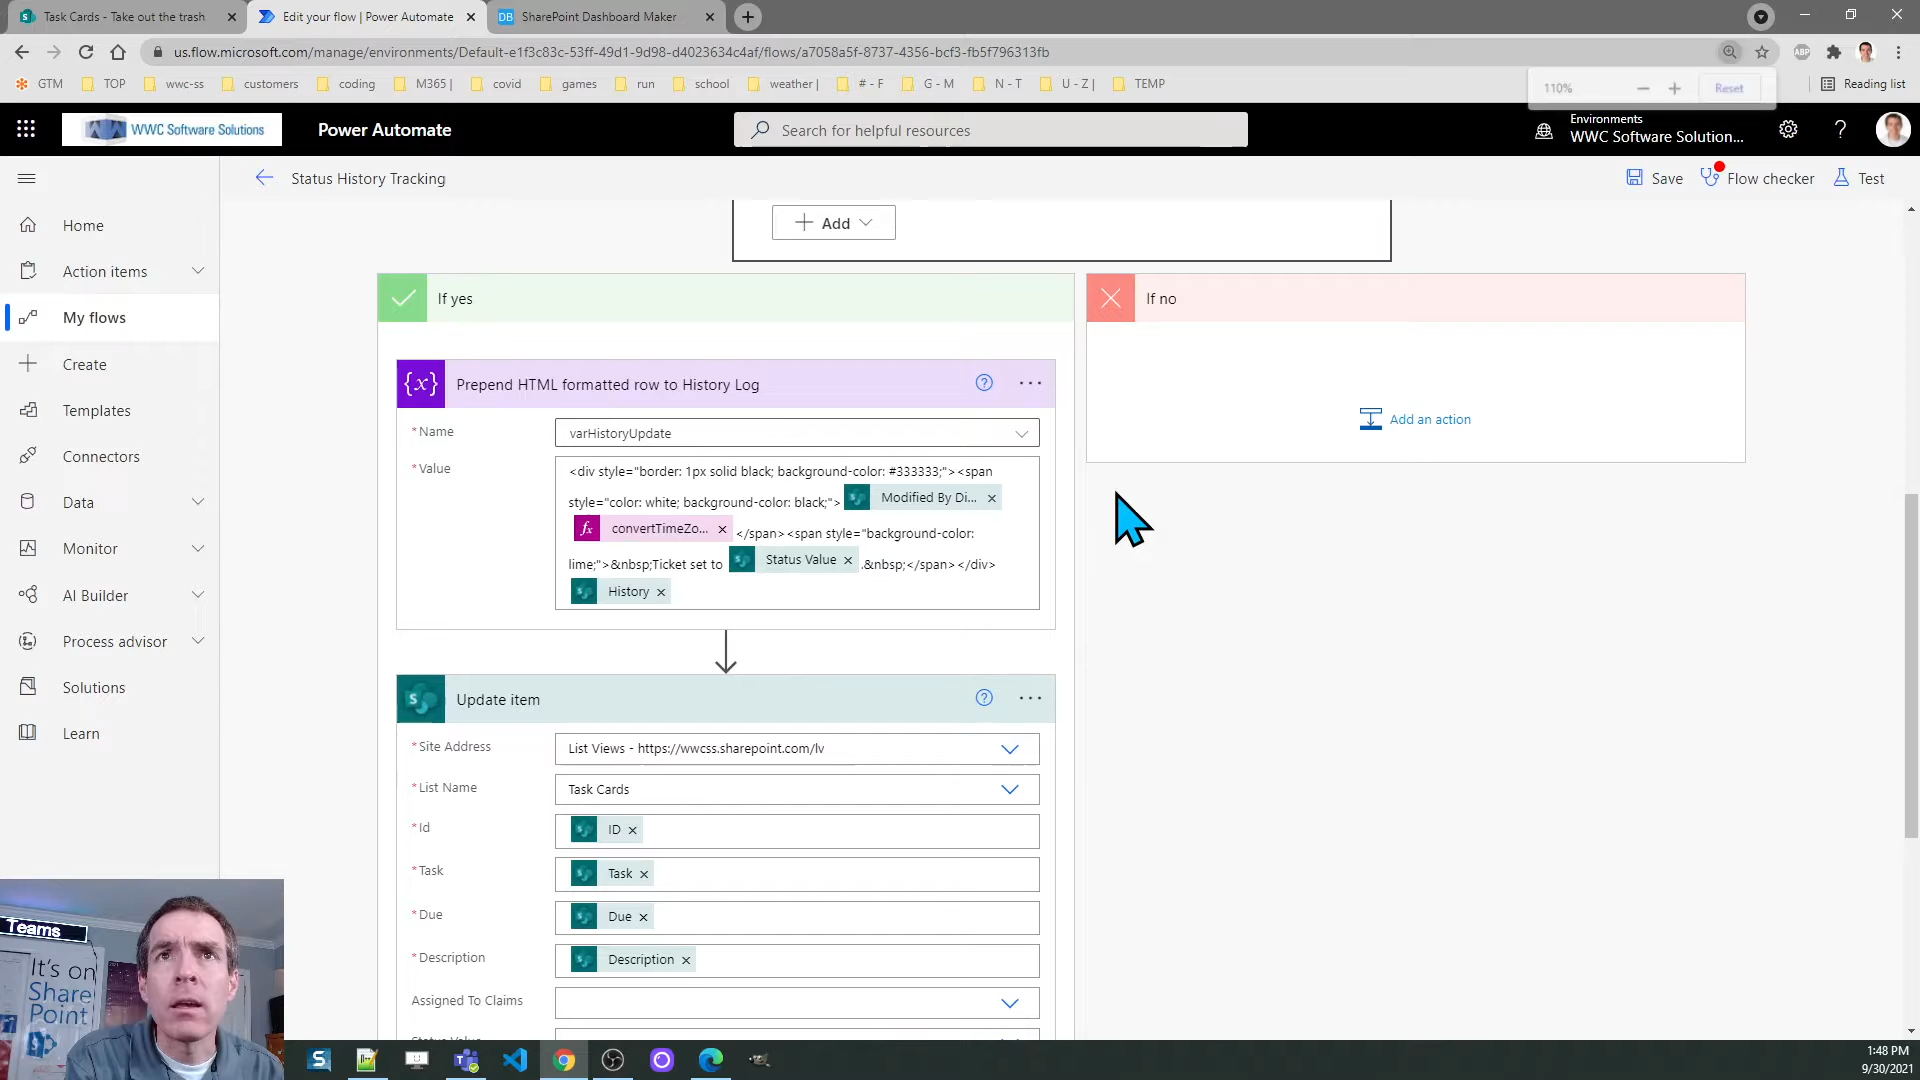 Task Cards - Take out the trash
Edit your flow | Power Automate
DB SharePoint Dashboard Maker
us.flow.microsoft.com/manage/environments/Default-e1f3c83c-53ff-49d1-9d98-d4023634c4af/flows/a7058a5f-8737-4356-bcf3-fb5f796313fb
ABP
GTM TOP wwc-ss customers coding M365 | covid games run school weather | # - F G - M N - T U - Z | TEMP
110% Reset
Reading list
WWC Software Solutions
Power Automate
Search for helpful resources
Environments
WWC Software Solution...
Status History Tracking
Save
Flow checker
Test
Home
Action items
My flows
Create
Templates
Connectors
Data
Monitor
AI Builder
Process advisor
Solutions
Learn
Add
If yes
If no
Add an action
{x} Prepend HTML formatted row to History Log
*Name
varHistoryUpdate
*Value
<div style="border: 1px solid black; background-color: #333333;"><span
style="color: white; background-color: black;"> Modified By Di...
fx convertTimeZo... </span><span style="background-color:
lime;">&nbsp;Ticket set to Status Value .&nbsp;</span></div>
History
Update item
*Site Address
List Views - https://wwcss.sharepoint.com/lv
*List Name
Task Cards
*Id
ID
*Task
Task
*Due
Due
*Description
Description
Assigned To Claims
Status Value
Teams
It's on
Share
Point
1:48 PM
9/30/2021